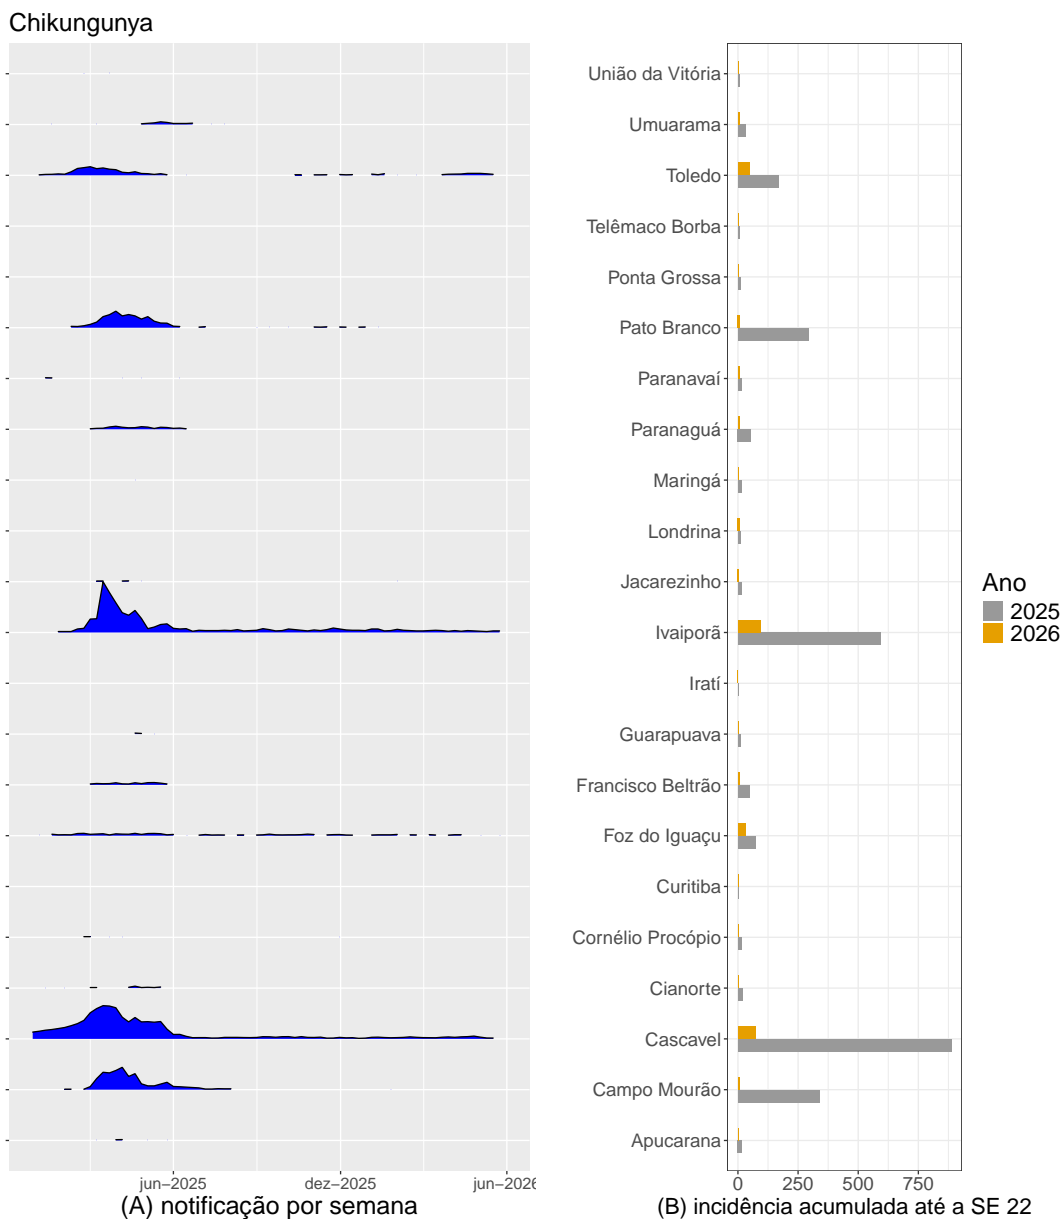 Chikungunya
União da Vitória
Umuarama
Toledo
Telêmaco Borba
Ponta Grossa
Pato Branco
Paranavaí
Paranaguá
Maringá
Londrina
Jacarezinho
Ivaiporã
Iratí
Guarapuava
Francisco Beltrão
Foz do Iguaçu
Curitiba
Cornélio Procópio
Cianorte
Cascavel
Campo Mourão
Apucarana
jun−2025 dez−2025 jun−2026
(A) notificação por semana
0 250 500 750
(B) incidência acumulada até a SE 22
Ano
2025
2026